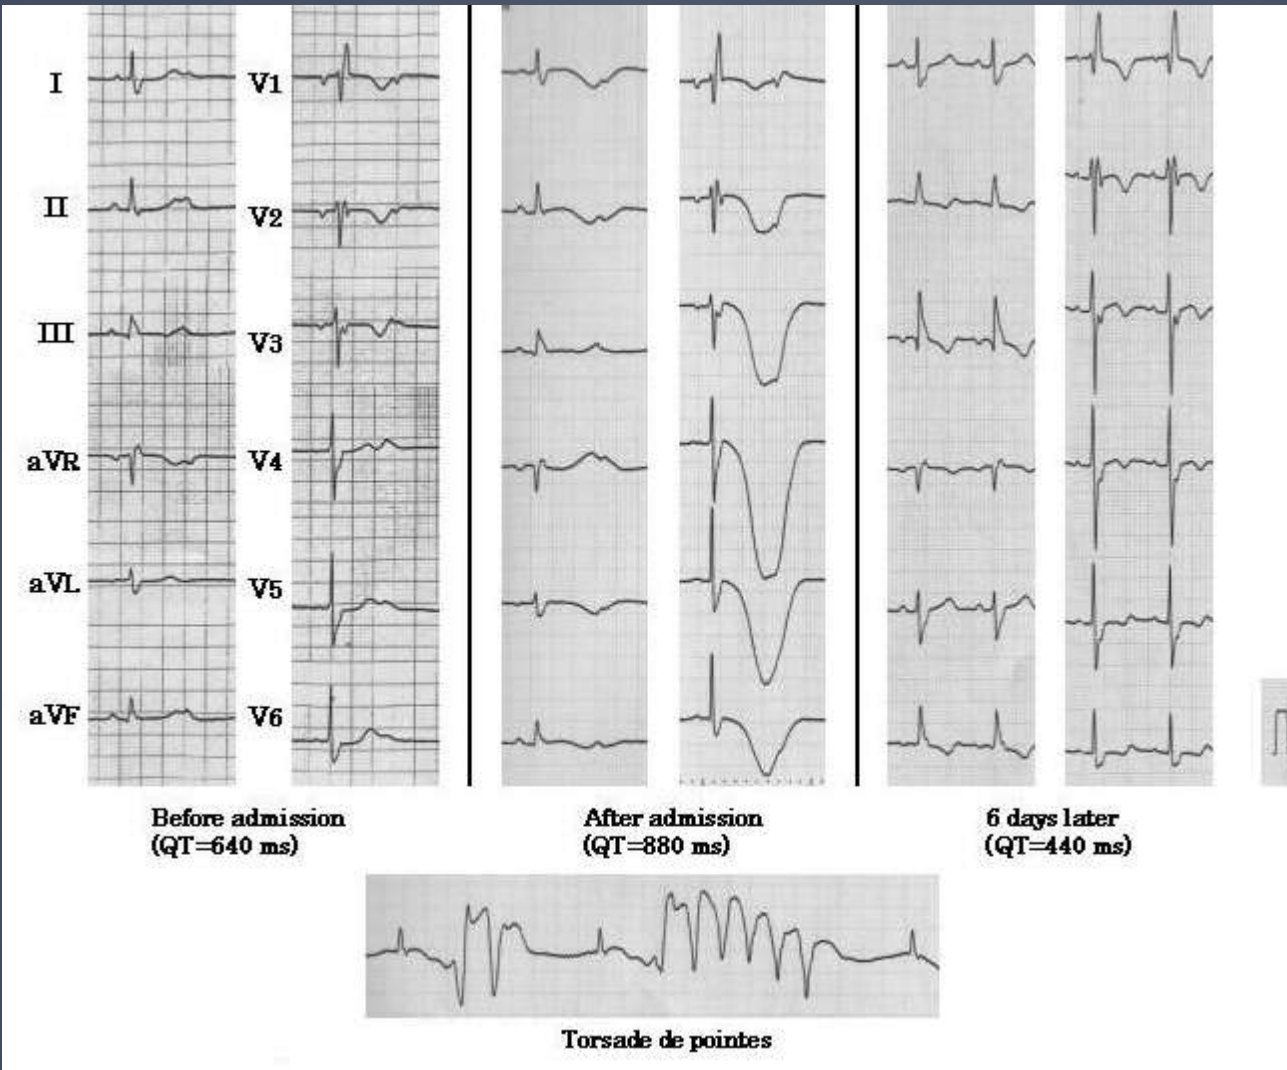 I
V1
II
V2
III
V3
aVR
V4
aVL
V5
aVF
V6
Before admission
(QT=640 ms)
After admission
(QT=880 ms)
6 days later
(QT=440 ms)
Torsade de pointes